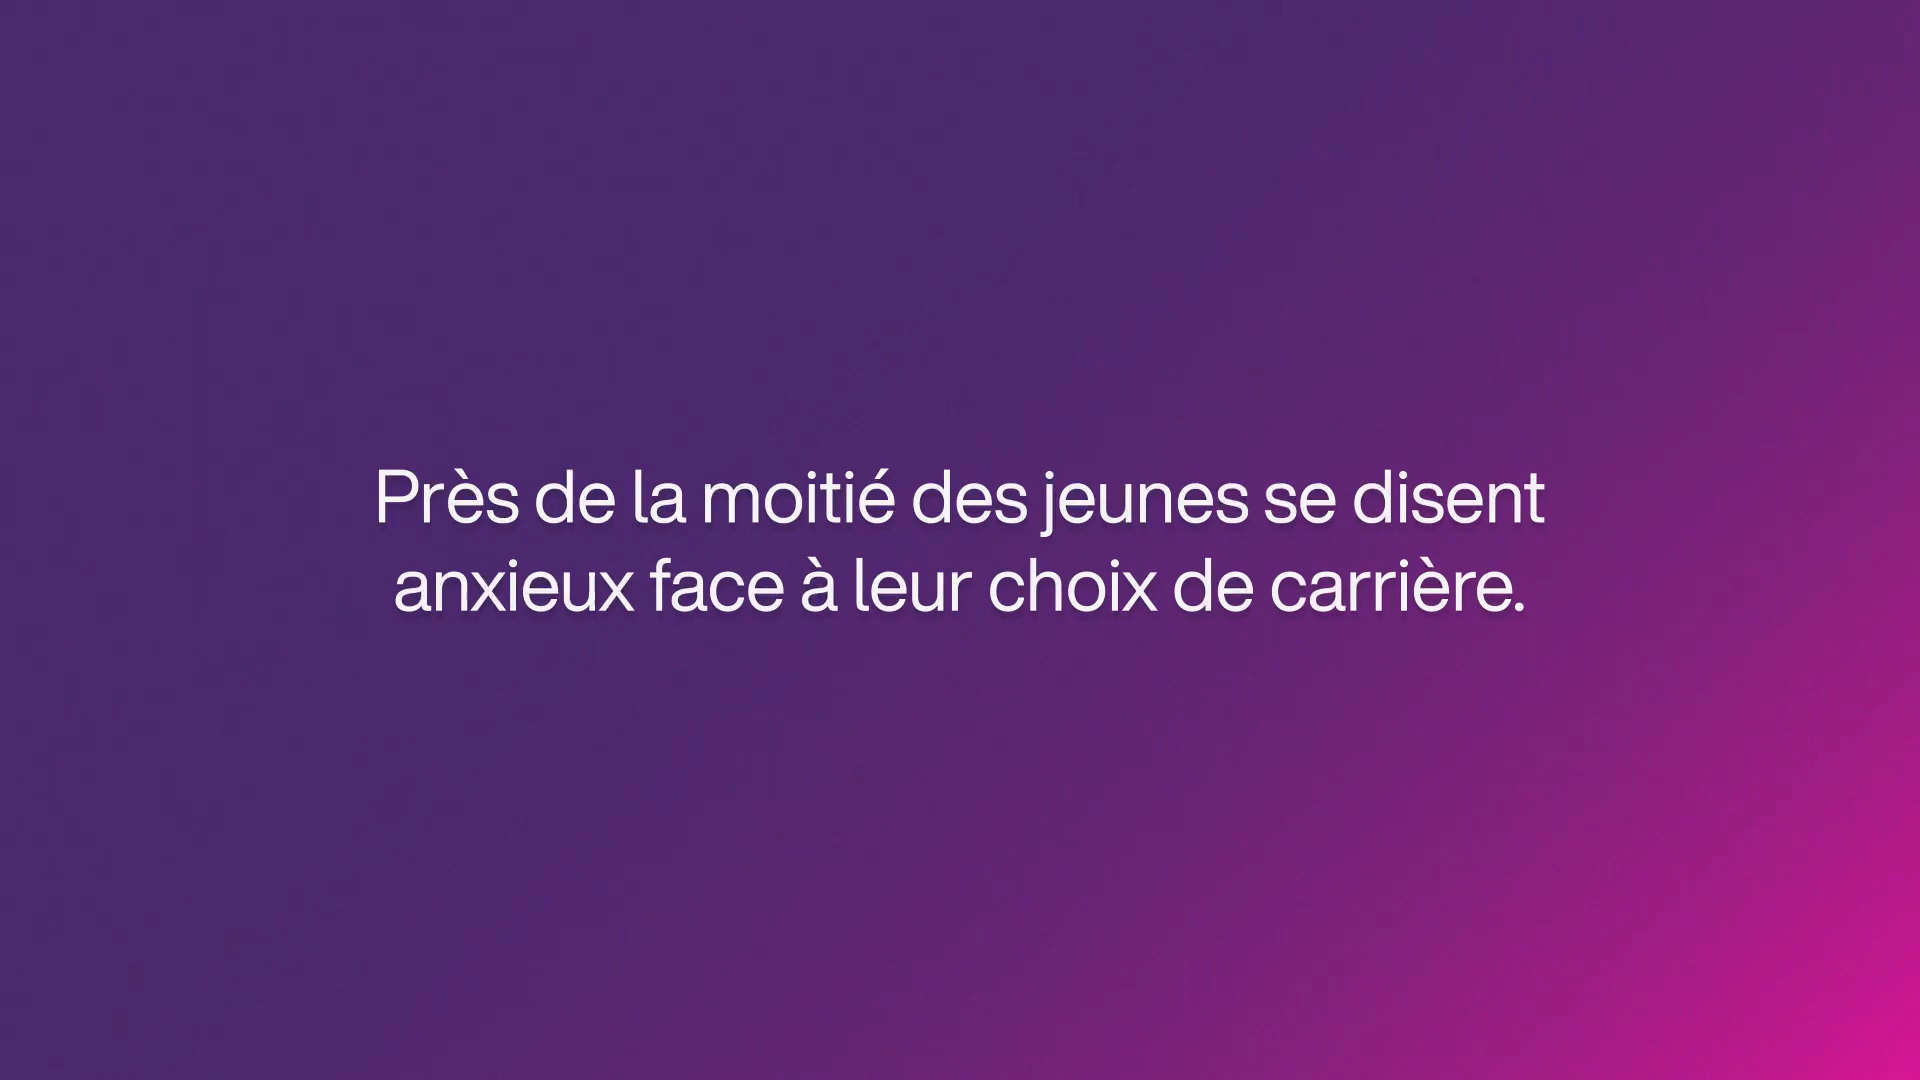 Près de la moitié des jeunes se disent
anxieux face à leur choix de carrière.